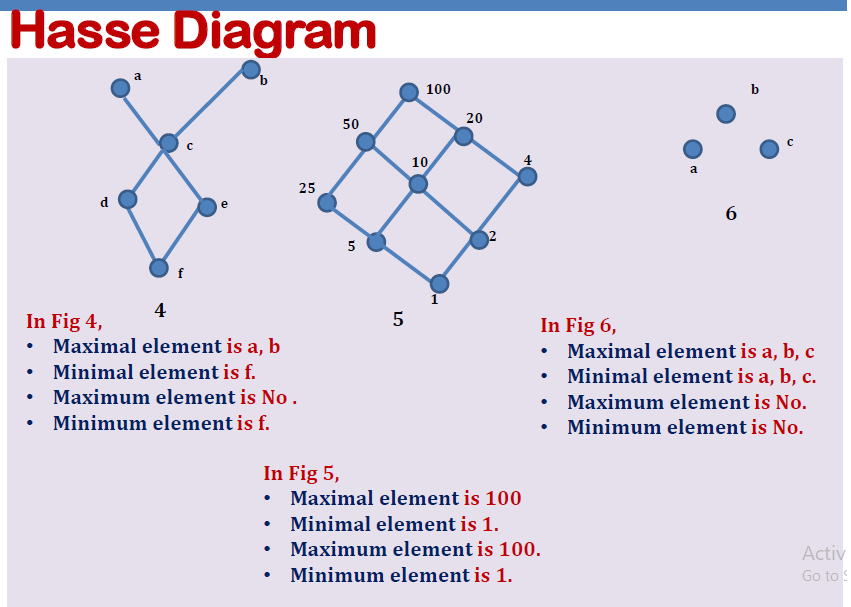 Hasse Diagram
a
b
c
d
e
f
4
100
50
20
10
4
25
5
2
1
5
b
a
c
6
In Fig 4,
• Maximal element is a, b
• Minimal element is f.
• Maximum element is No .
• Minimum element is f.
In Fig 6,
• Maximal element is a, b, c
• Minimal element is a, b, c.
• Maximum element is No.
• Minimum element is No.
In Fig 5,
• Maximal element is 100
• Minimal element is 1.
• Maximum element is 100.
• Minimum element is 1.
Activ
Go to S